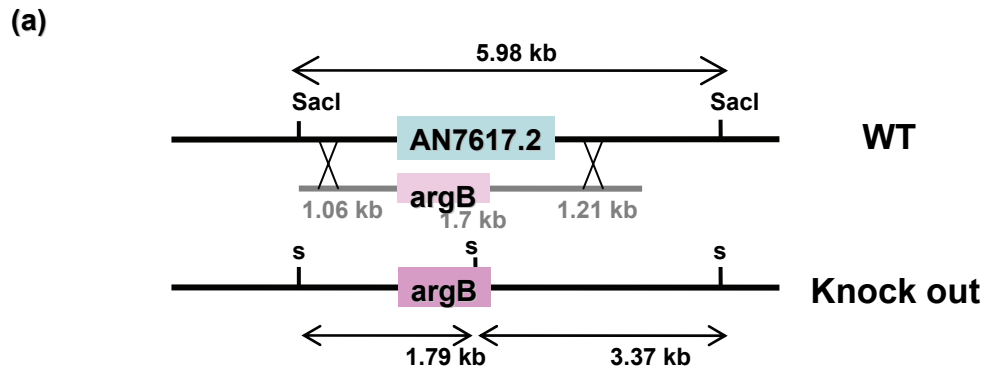 (a)
5.98 kb
SacI SacI
AN7617.2 WT
argB
1.06 kb 1.7 kb 1.21 kb
s s s
argB Knock out
1.79 kb 3.37 kb